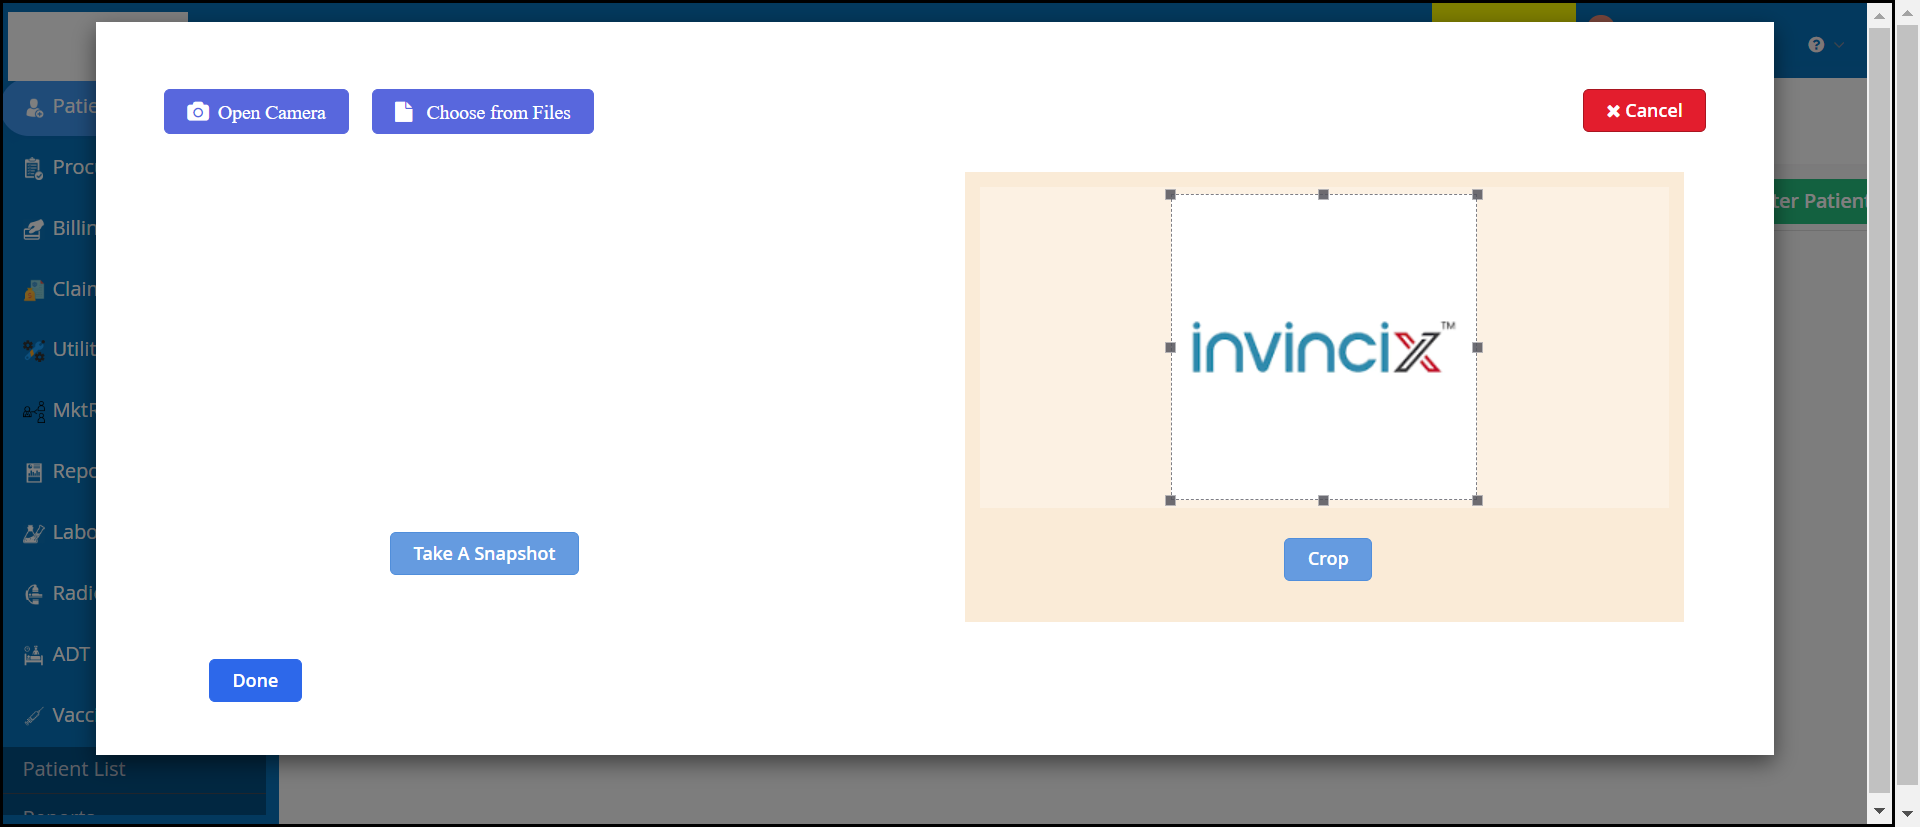 Open Camera
Choose from Files
Cancel
Patie
Proc
ter Patient
Billin
Clain
invincix™
Utilit
MktR
Repo
Labo
Take A Snapshot
Crop
Radi
ADT
Done
Vacc
Patient List